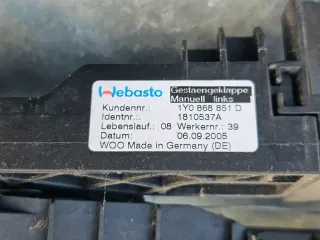 Webasto
Gestaengeklappe
Manuell links
Kundennr.: 1Y0 868 851 D
Identnr.: 1810537A
Lebenslauf.: 08 Werkernr.: 39
Datum: 06.09.2005
WOO Made in Germany (DE)